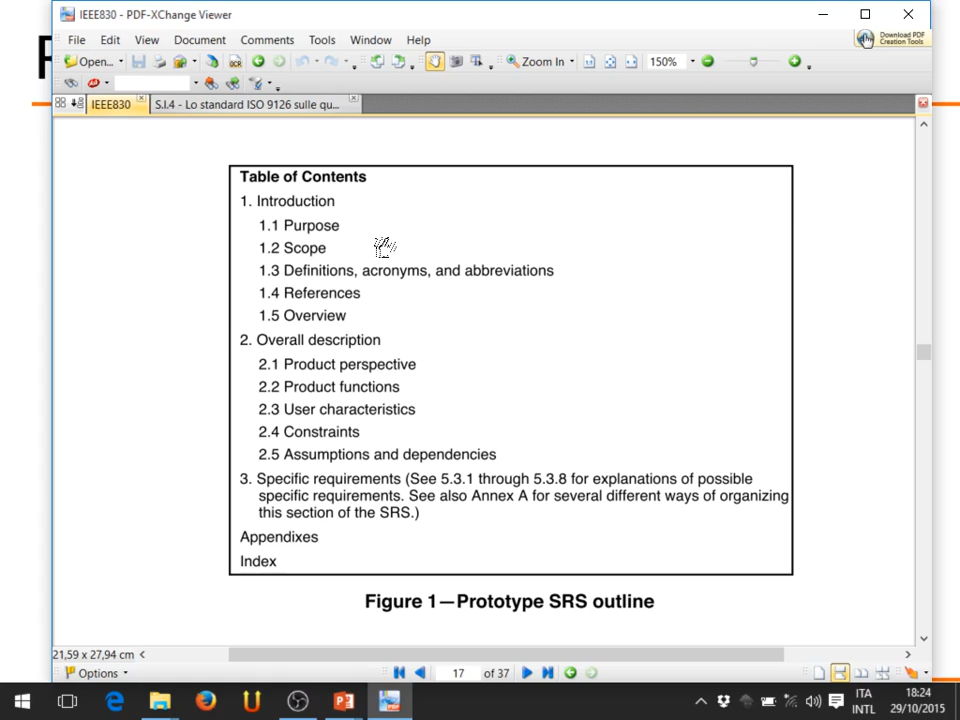 IEEE830 - PDF-XChange Viewer
File Edit View Document Comments Tools Window Help
Download PDF
Creation Tools
Open...
OCR
Zoom In
150%
IEEE830
S.I.4 - Lo standard ISO 9126 sulle qu...
Table of Contents
1. Introduction
1.1 Purpose
1.2 Scope
1.3 Definitions, acronyms, and abbreviations
1.4 References
1.5 Overview
2. Overall description
2.1 Product perspective
2.2 Product functions
2.3 User characteristics
2.4 Constraints
2.5 Assumptions and dependencies
3. Specific requirements (See 5.3.1 through 5.3.8 for explanations of possible
specific requirements. See also Annex A for several different ways of organizing
this section of the SRS.)
Appendixes
Index
Figure 1—Prototype SRS outline
21,59 x 27,94 cm
Options
17 of 37
ITA
INTL
18:24
29/10/2015